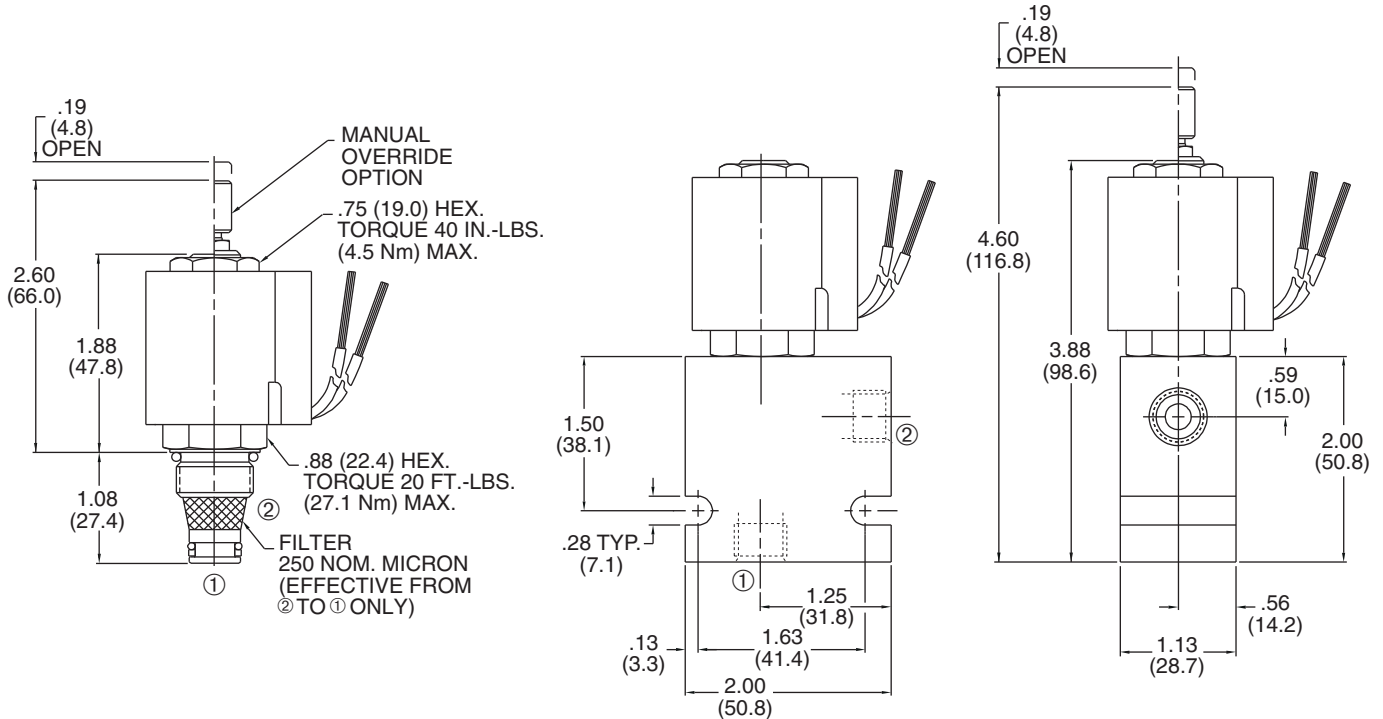 .19
(4.8)
OPEN
MANUAL
OVERRIDE
OPTION
.75 (19.0) HEX.
TORQUE 40 IN.-LBS.
(4.5 Nm) MAX.
2.60
(66.0)
1.88
(47.8)
1.08
(27.4)
.88 (22.4) HEX.
TORQUE 20 FT.-LBS.
(27.1 Nm) MAX.
②
FILTER
250 NOM. MICRON
(EFFECTIVE FROM
② TO ① ONLY)
①
1.50
(38.1)
②
.28 TYP.
(7.1)
①
1.25
(31.8)
.13
(3.3)
1.63
(41.4)
2.00
(50.8)
.19
(4.8)
OPEN
4.60
(116.8)
3.88
(98.6)
.59
(15.0)
2.00
(50.8)
.56
(14.2)
1.13
(28.7)